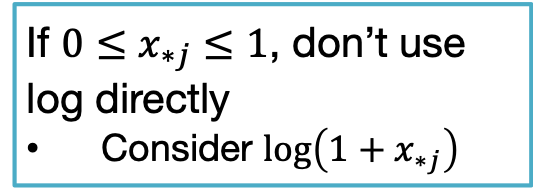 If 0 ≤ x∗j ≤ 1, don't use
log directly
• Consider log(1 + x∗j)